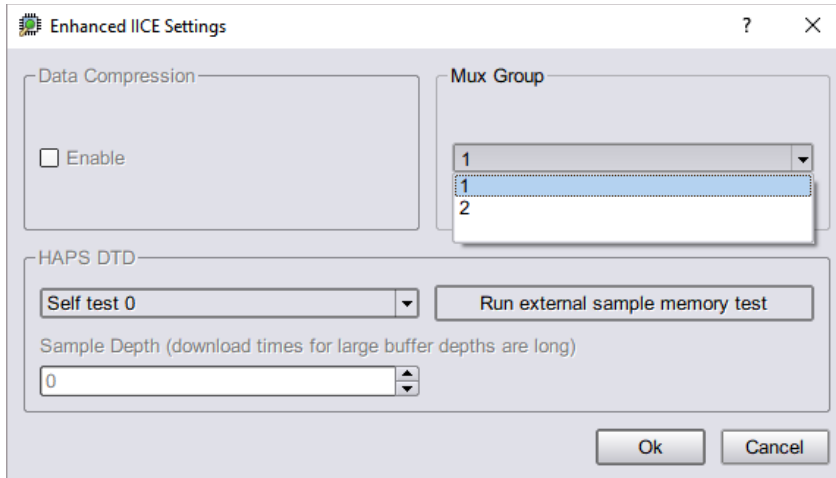 Enhanced IICE Settings
?
Data Compression
Mux Group
Enable
1
1
2
HAPS DTD
Self test 0
Run external sample memory test
Sample Depth (download times for large buffer depths are long)
0
Ok
Cancel